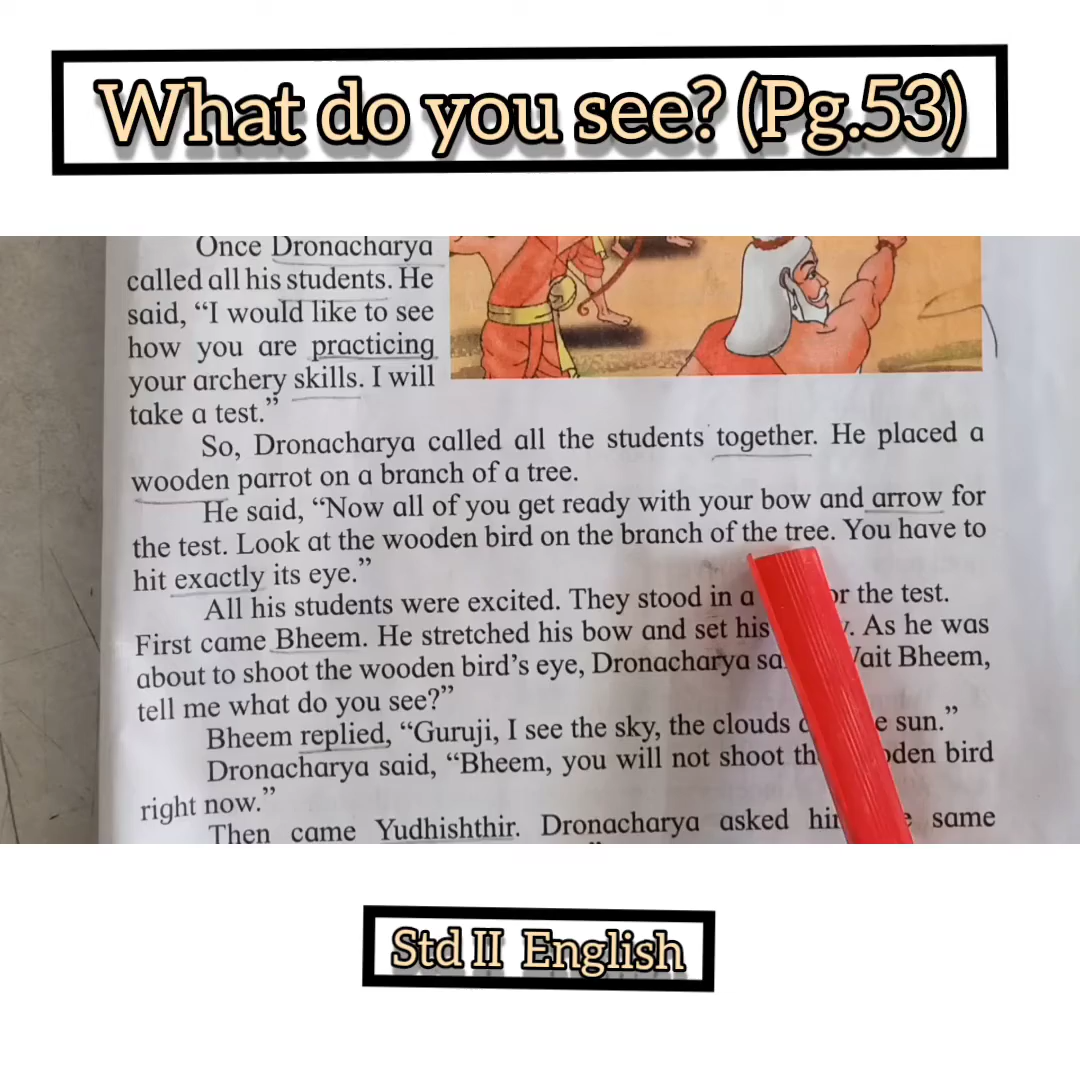 What do you see? (Pg.53)
Once Dronacharya
called all his students. He
said, “I would like to see
how you are practicing
your archery skills. I will
take a test.”
So, Dronacharya called all the students together. He placed a
wooden parrot on a branch of a tree.
He said, “Now all of you get ready with your bow and arrow for
the test. Look at the wooden bird on the branch of the tree. You have to
hit exactly its eye.”
All his students were excited. They stood in a the test.
First came Bheem. He stretched his bow and set his As he was
about to shoot the wooden bird’s eye, Dronacharya Bheem,
tell me what do you see?”
Bheem replied, “Guruji, I see the sky, the clouds sun.”
Dronacharya said, “Bheem, you will not shoot bird
right now.”
Then came Yudhishthir. Dronacharya asked same
Std II English